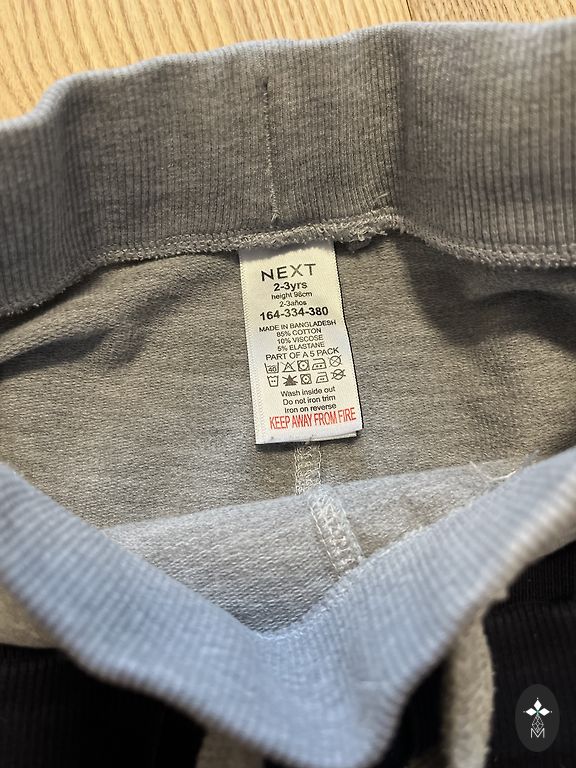 NEXT
2-3yrs
height 98cm
2-3años
164-334-380
MADE IN BANGLADESH
85% COTTON
10% VISCOSE
5% ELASTANE
PART OF A 5 PACK
40
Wash inside out
Do not iron trim
Iron on reverse
KEEP AWAY FROM FIRE
M